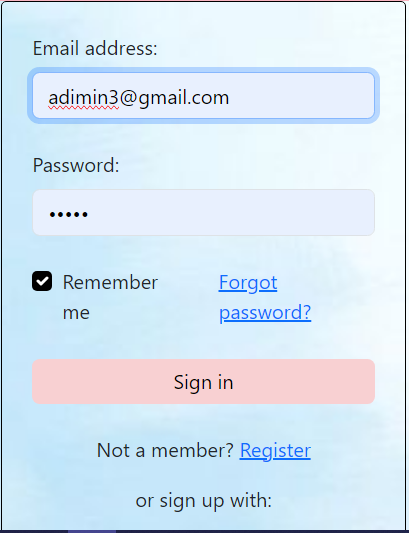 Email address:
adimin3@gmail.com
Password:
•••••
Remember
me
Forgot
password?
Sign in
Not a member? Register
or sign up with: